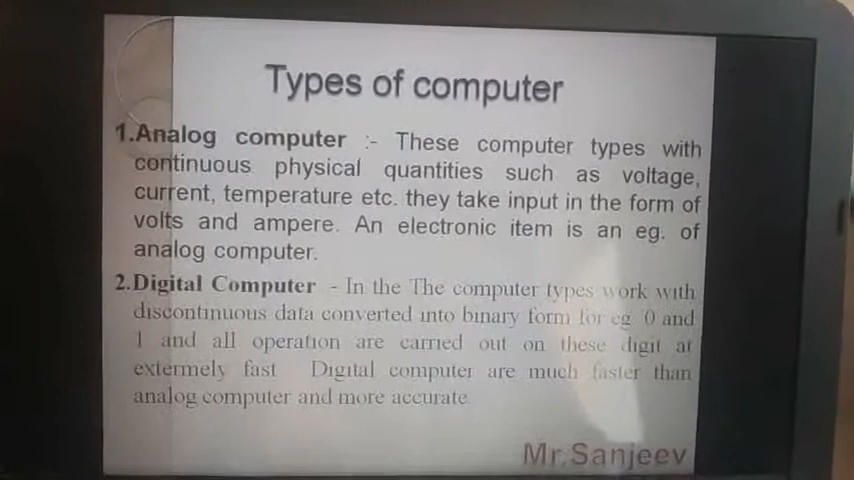 Types of computer
1.Analog computer :- These computer types with
continuous physical quantities such as voltage,
current, temperature etc. they take input in the form of
volts and ampere. An electronic item is an eg. of
analog computer.
2.Digital Computer - In the The computer types work with
discontinuous data converted into binary form for eg 0 and
1 and all operation are carried out on these digit at
extermely fast Digital computer are much faster than
analog computer and more accurate
Mr.Sanjeev